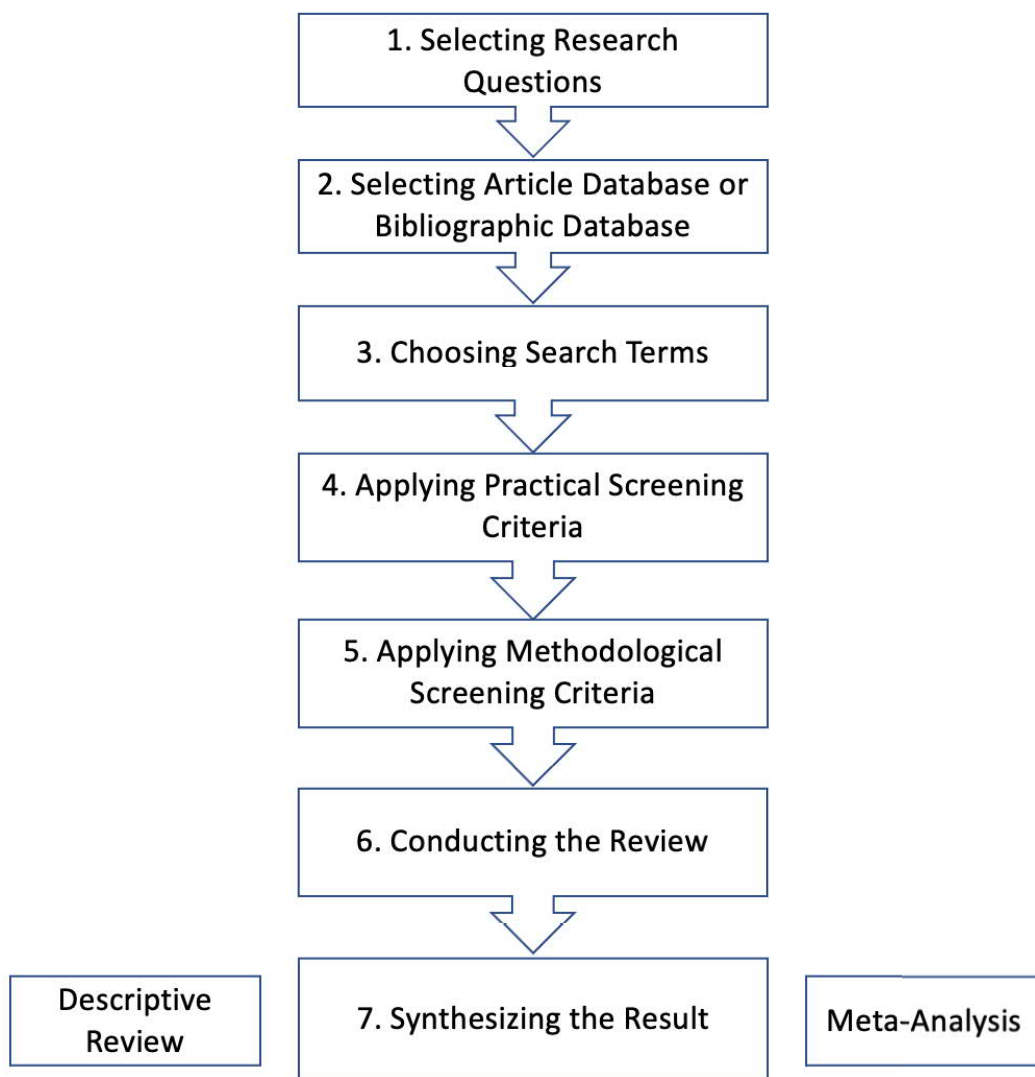 1. Selecting Research
Questions
2. Selecting Article Database or
Bibliographic Database
3. Choosing Search Terms
4. Applying Practical Screening
Criteria
5. Applying Methodological
Screening Criteria
6. Conducting the Review
Descriptive
Review
7. Synthesizing the Result
Meta-Analysis